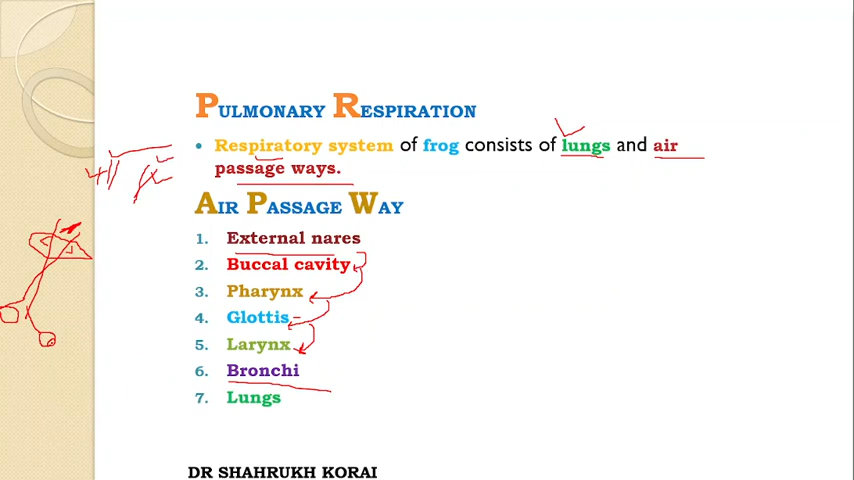 PULMONARY RESPIRATION
• Respiratory system of frog consists of lungs and air
passage ways.
AIR PASSAGE WAY
1. External nares
2. Buccal cavity
3. Pharynx
4. Glottis
5. Larynx
6. Bronchi
7. Lungs
DR SHAHRUKH KORAI